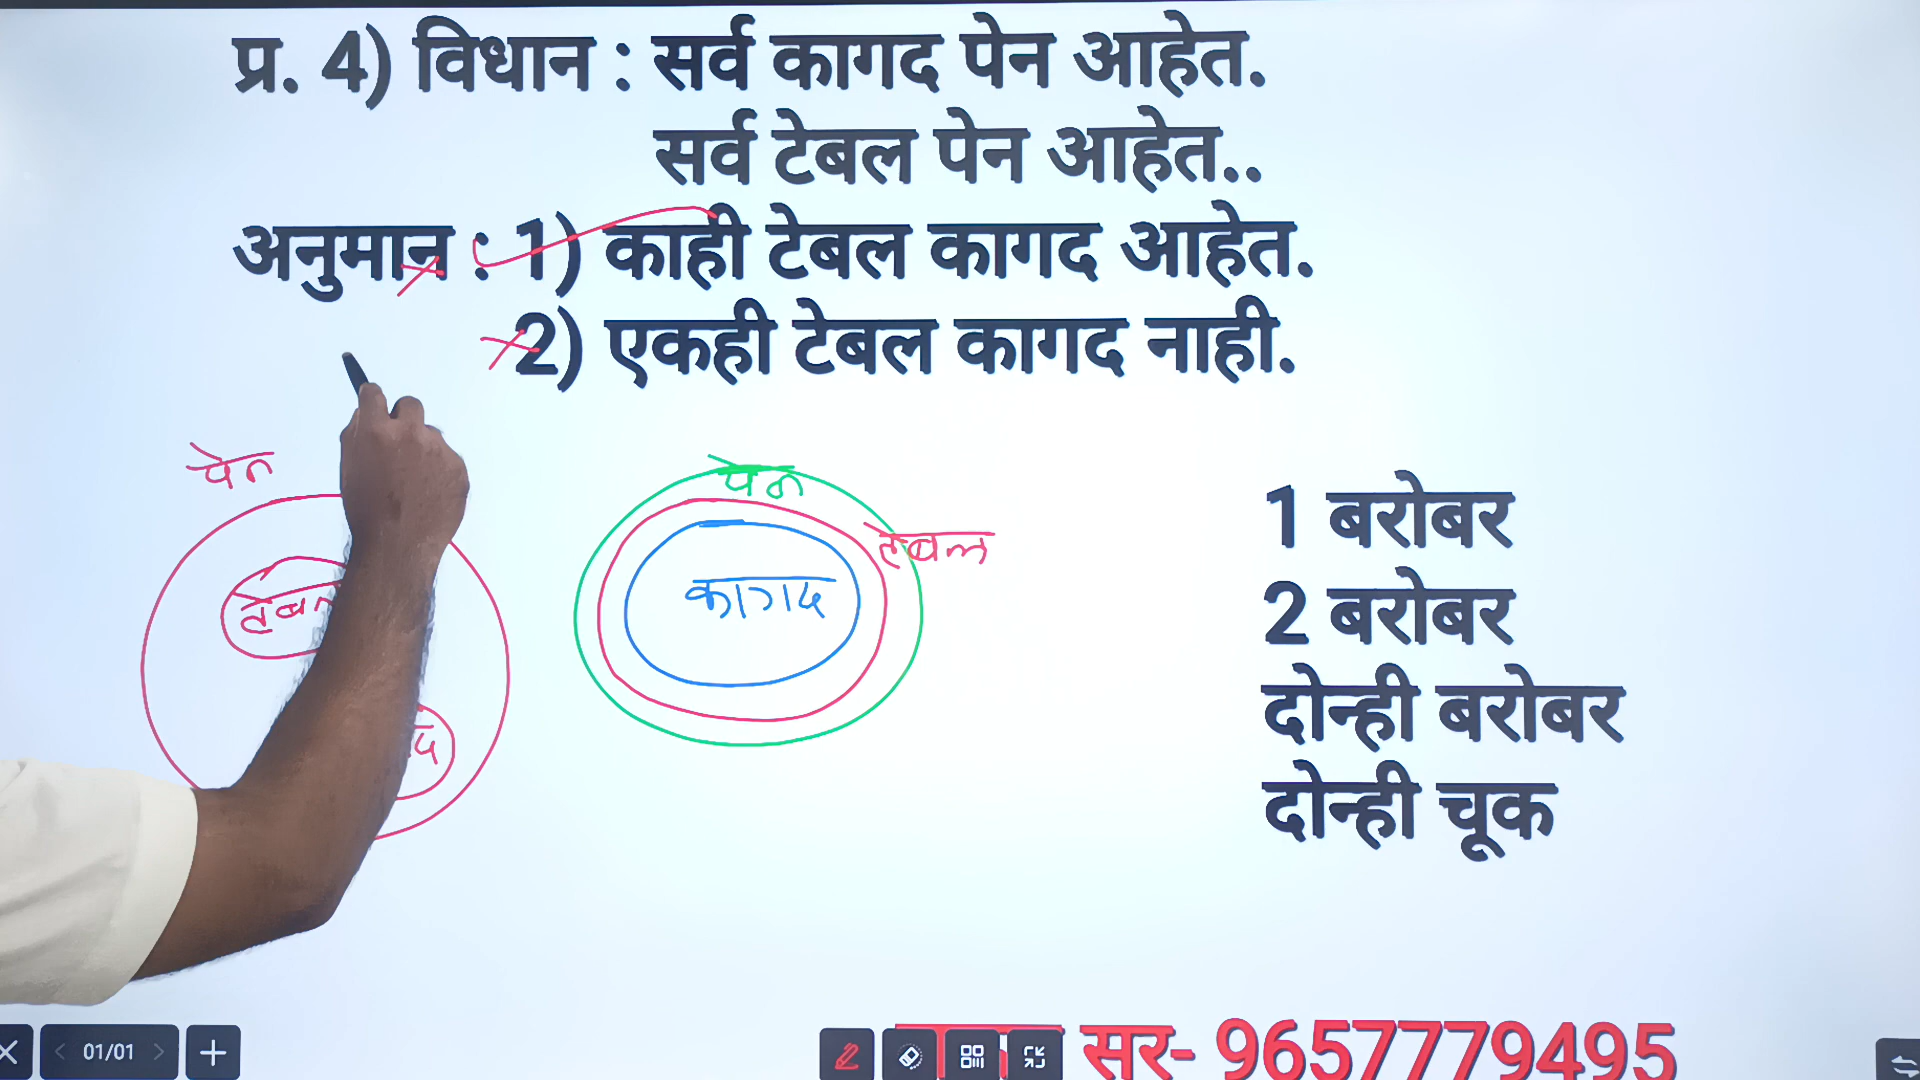 प्र. 4) विधान : सर्व कागद पेन आहेत.
सर्व टेबल पेन आहेत..
अनुमान : 1) काही टेबल कागद आहेत.
2) एकही टेबल कागद नाही.
पेन
टेबल
पेन
टेबल
कागद
1 बरोबर
2 बरोबर
दोन्ही बरोबर
दोन्ही चूक
01/01
सर- 9657779495